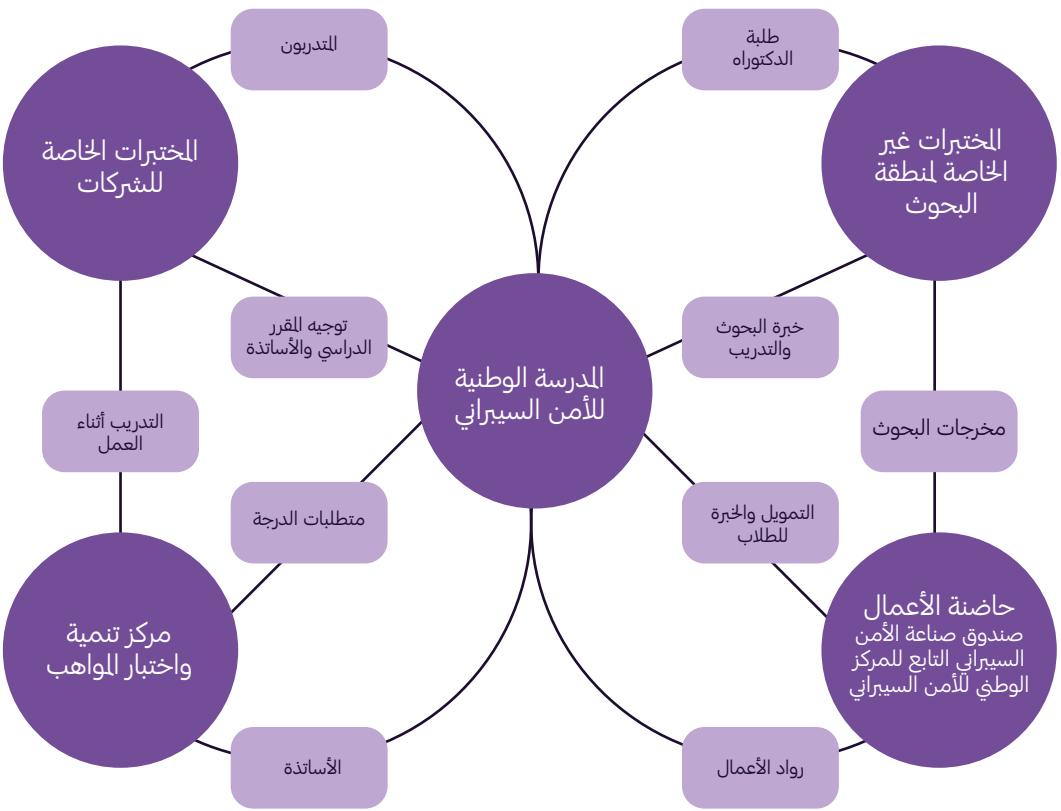 المتدربون
طلبة
الدكتوراه
المختبرات الخاصة
للشركات
المختبرات غير
الخاصة لمنطقة
البحوث
توجيه المقرر
الدراسي والأساتذة
خبرة البحوث
والتدريب
المدرسة الوطنية
للأمن السيبراني
التدريب أثناء
العمل
مخرجات البحوث
متطلبات الدرجة
التمويل والخبرة
للطلاب
مركز تنمية
واختبار المواهب
حاضنة الأعمال
صندوق صناعة الأمن
السيبراني التابع للمركز
الوطني للأمن السيبراني
الأساتذة
رواد الأعمال